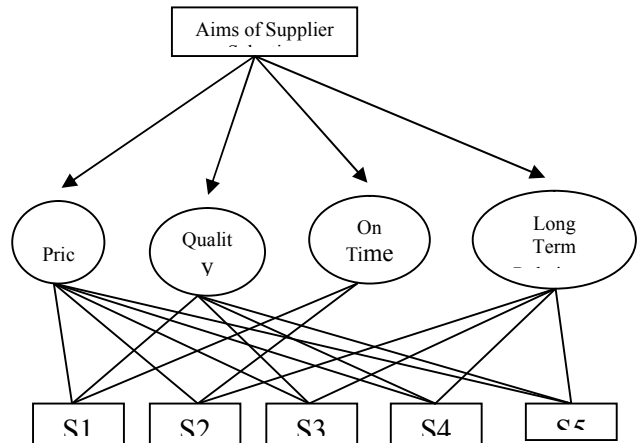 Aims of Supplier
Pric
Qualit
y
On
Time
Long
Term
S1
S2
S3
S4
S5